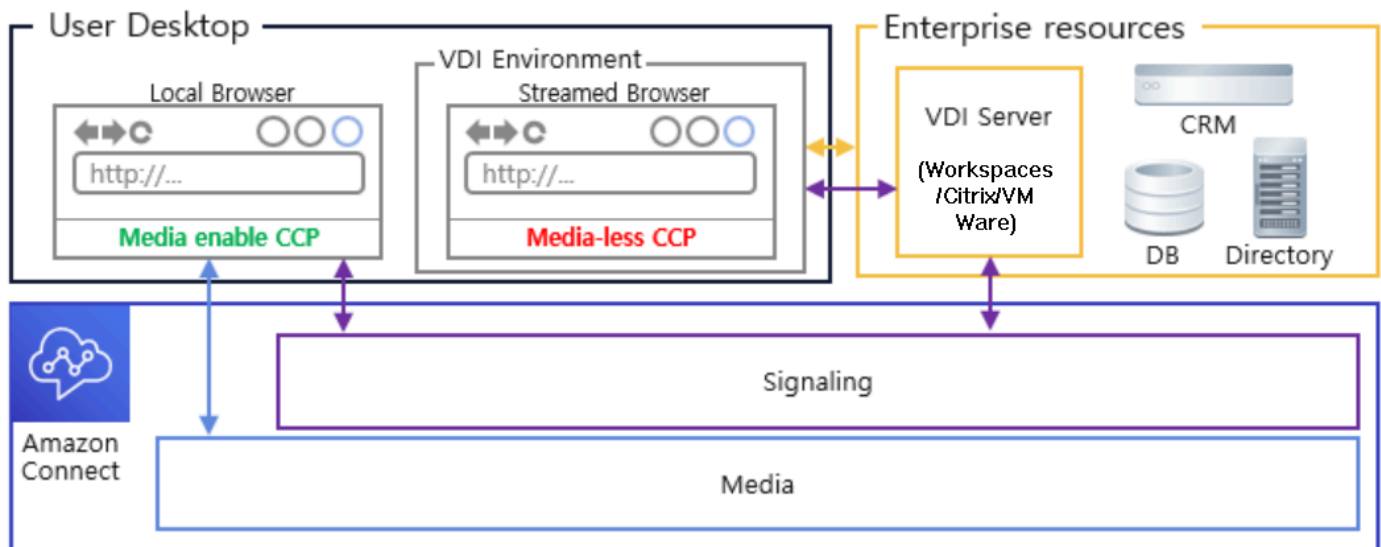 User Desktop
Enterprise resources
VDI Environment
Local Browser
Streamed Browser
http://...
http://...
Media enable CCP
Media-less CCP
VDI Server
(Workspaces
/Citrix/VM
Ware)
CRM
DB
Directory
Amazon
Connect
Signaling
Media